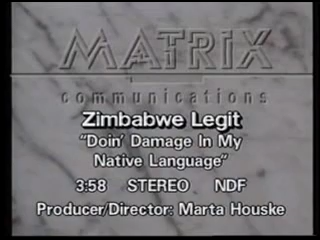 MATRIX
communications
Zimbabwe Legit
"Doin' Damage In My
Native Language"
3:58 STEREO NDF
Producer/Director: Marta Houske